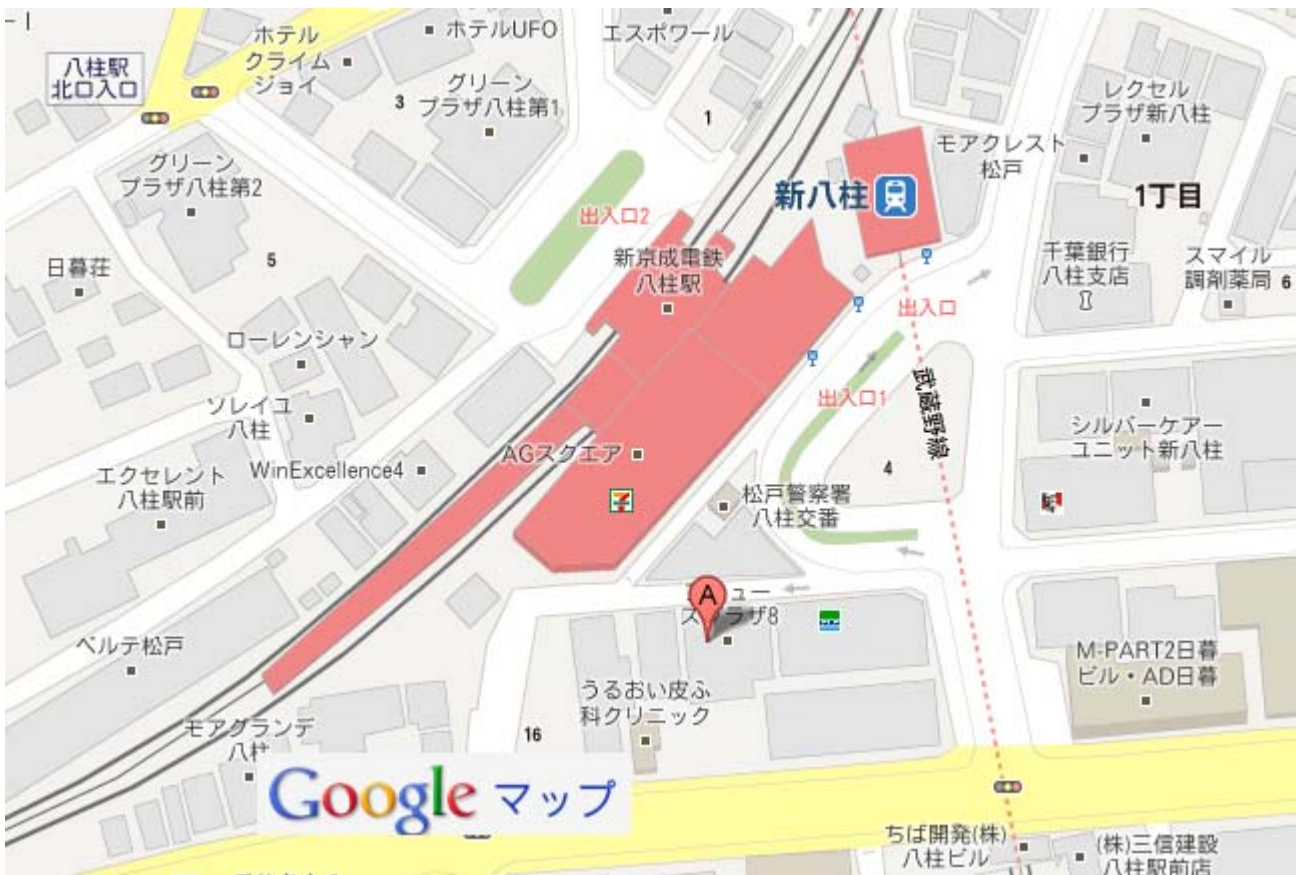 ホテル
クライム
ジョイ
ホテルUFO
エスポワール
八柱駅
北口入口
グリーン
プラザ八柱第1
3
1
レクセル
プラザ新八柱
モアクレスト
松戸
グリーン
プラザ八柱第2
新八柱
1丁目
出入口2
日暮荘
5
新京成電鉄
八柱駅
千葉銀行
八柱支店
スマイル
調剤薬局
6
出入口
ローレンシャン
出入口1
武蔵野線
ソレイユ
八柱
シルバーケアー
ユニット新八柱
AGスクエア
WinExcellence4
4
エクセレント
八柱駅前
7
松戸警察署
八柱交番
A
ュー
ラザ8
ベルテ松戸
M-PART2日暮
ビル・AD日暮
うるおい皮ふ
科クリニック
16
モアグランデ
八柱
Google マップ
ちば開発(株)
八柱ビル
(株)三信建設
八柱駅前店